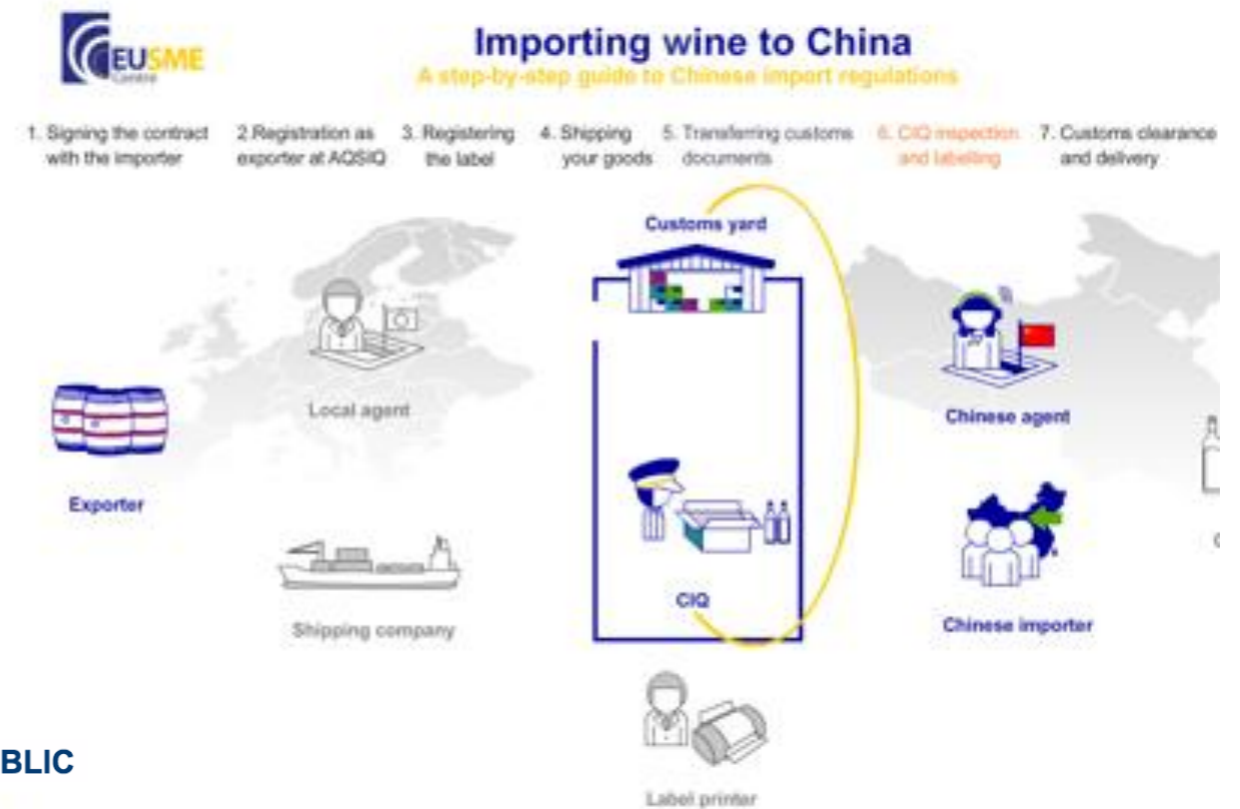 EUSME
Centre
Importing wine to China
A step-by-step guide to Chinese import regulations
1. Signing the contract
with the importer
2.Registration as
exporter at AQSIQ
3. Registering
the label
4. Shipping
your goods
5. Transferring customs
documents
6. CIQ inspection
and labelling
7. Customs clearance
and delivery
Customs yard
Local agent
Chinese agent
Exporter
CIQ
Shipping company
Chinese importer
BLIC
Label printer